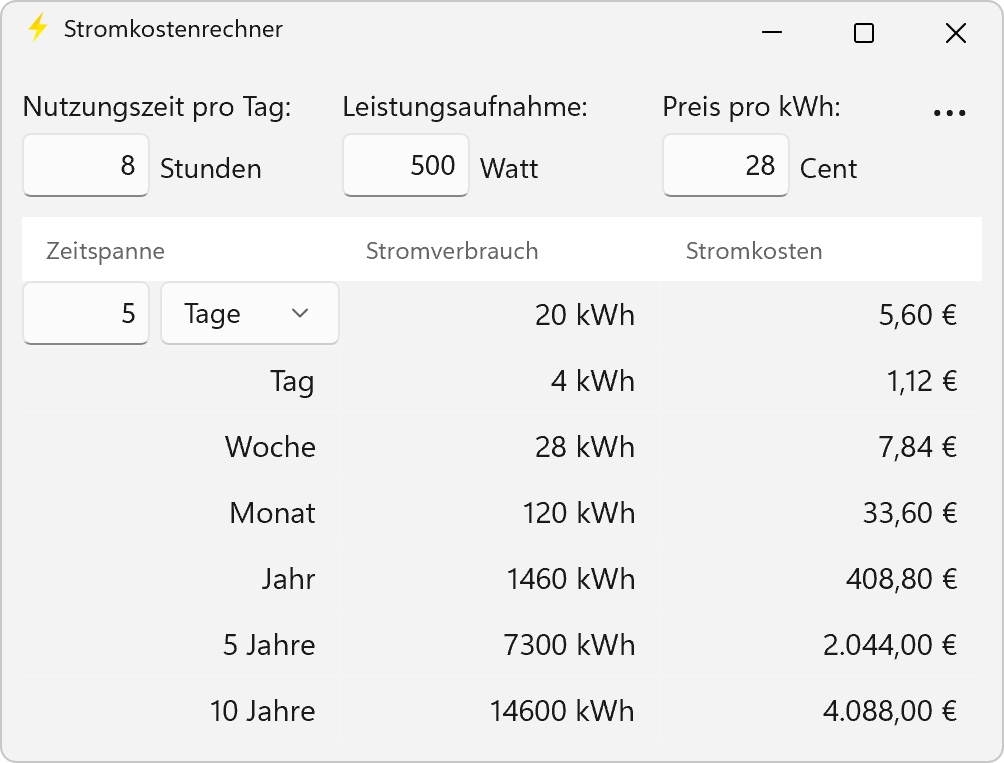 Stromkostenrechner
Nutzungszeit pro Tag: Leistungsaufnahme: Preis pro kWh: ...
8 Stunden 500 Watt 28 Cent
Zeitspanne Stromverbrauch Stromkosten
5 Tage 20 kWh 5,60 €
Tag 4 kWh 1,12 €
Woche 28 kWh 7,84 €
Monat 120 kWh 33,60 €
Jahr 1460 kWh 408,80 €
5 Jahre 7300 kWh 2.044,00 €
10 Jahre 14600 kWh 4.088,00 €